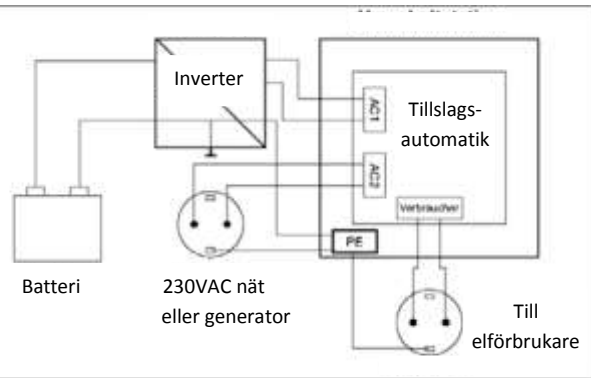 Inverter
AC1
Tillslags-
automatik
AC2
Verbraucher
PE
Batteri
230VAC nät
eller generator
Till
elförbrukare